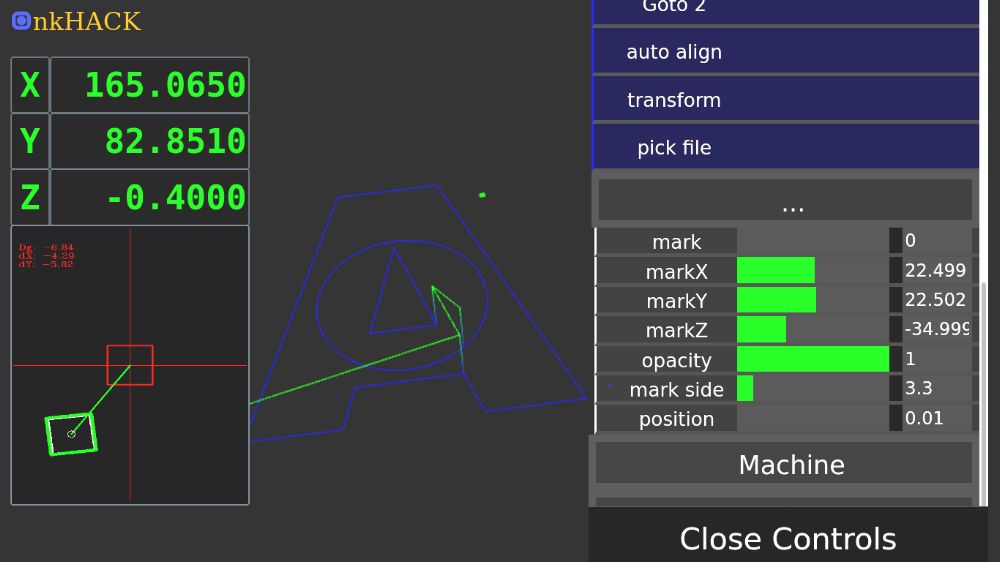 nkHACK
X 165.0650
Y 82.8510
Z -0.4000
Dg: -6.84
dX: -4.29
dY: -5.82
Goto 2
auto align
transform
pick file
...
mark 0
markX 22.499
markY 22.502
markZ -34.999
opacity 1
mark side 3.3
position 0.01
Machine
Close Controls